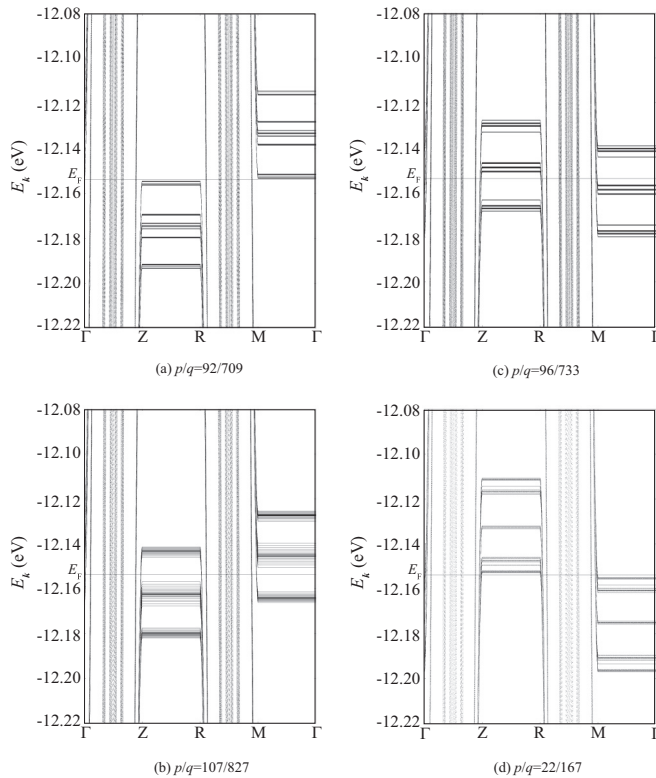 -12.08
-12.10
-12.12
-12.14
E_F
-12.16
-12.18
-12.20
-12.22
E_k (eV)
Γ Z R M Γ
(a) p/q=92/709
-12.08
-12.10
-12.12
-12.14
E_F
-12.16
-12.18
-12.20
-12.22
E_k (eV)
Γ Z R M Γ
(c) p/q=96/733
-12.08
-12.10
-12.12
-12.14
E_F
-12.16
-12.18
-12.20
-12.22
E_k (eV)
Γ Z R M Γ
(b) p/q=107/827
-12.08
-12.10
-12.12
-12.14
E_F
-12.16
-12.18
-12.20
-12.22
E_k (eV)
Γ Z R M Γ
(d) p/q=22/167